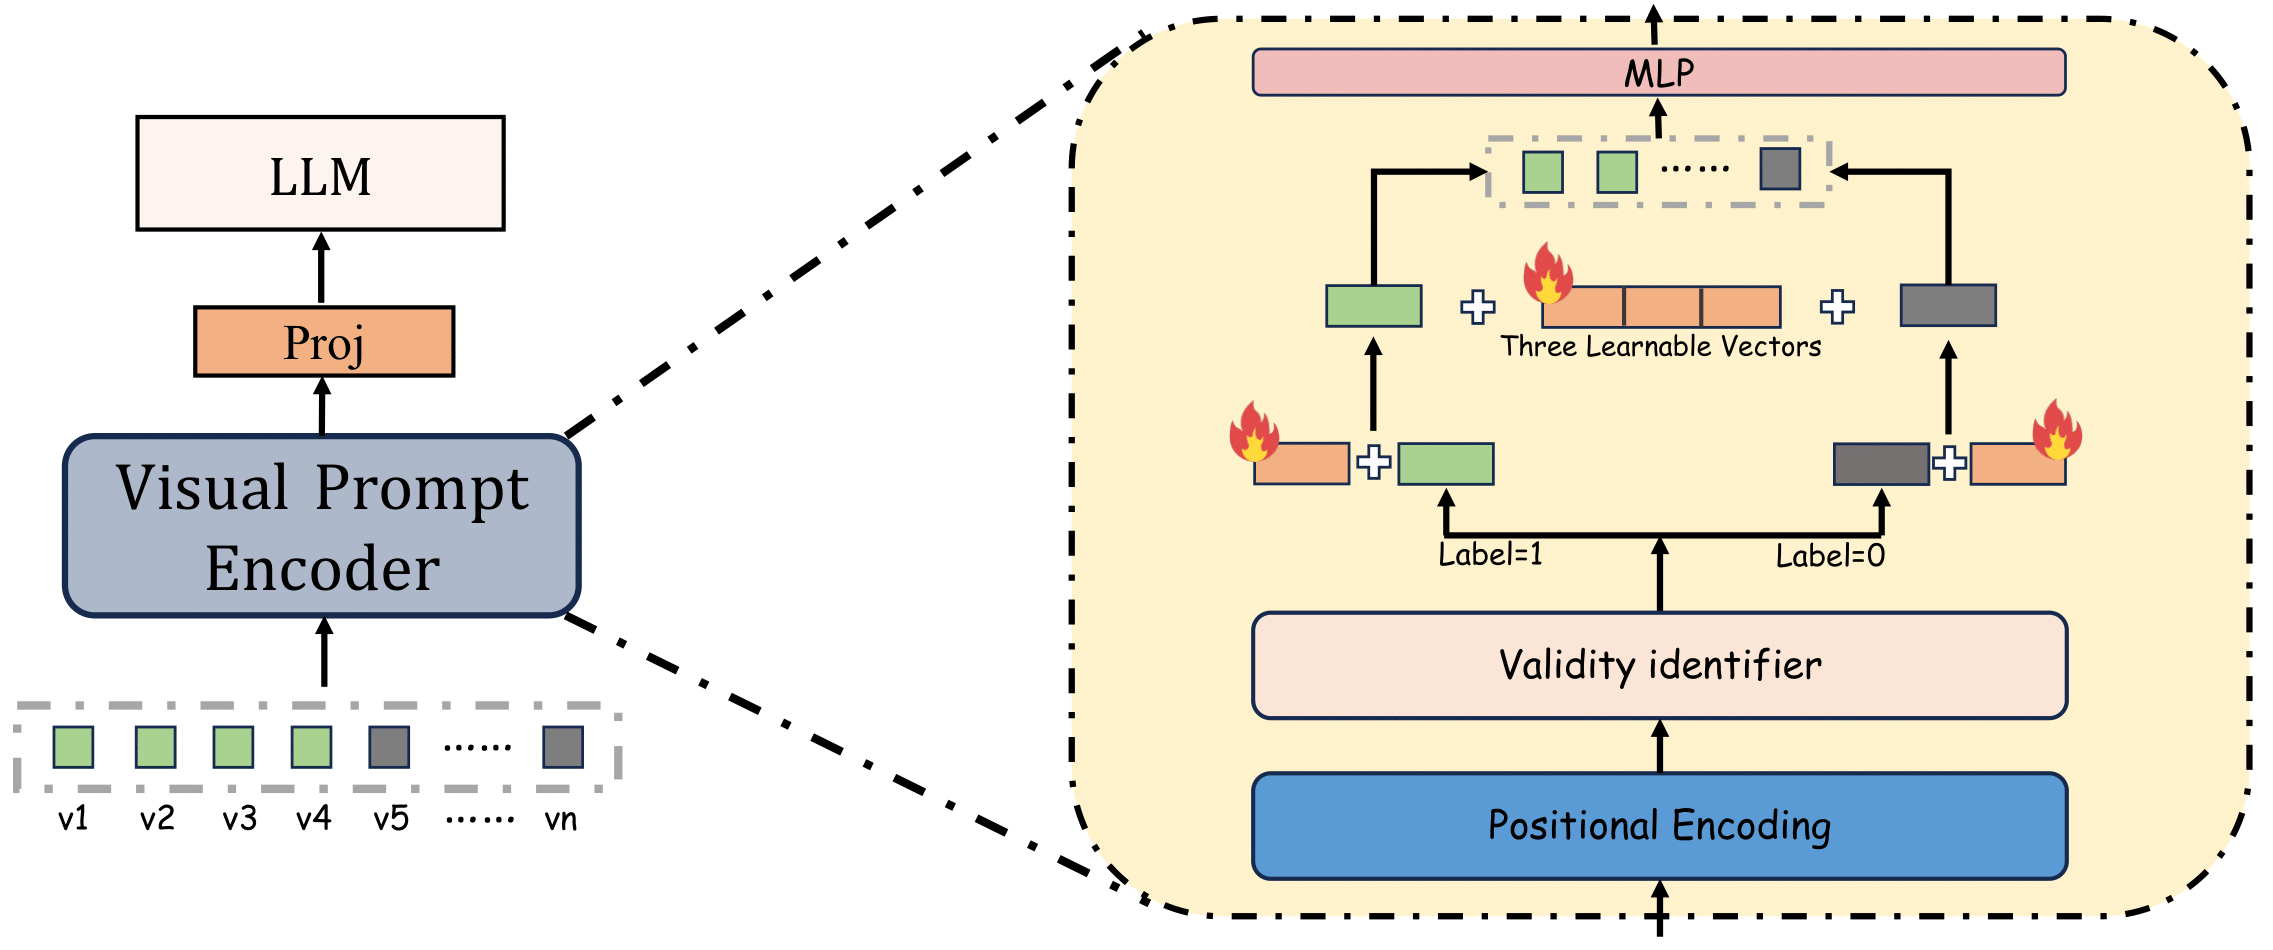 LLM
Proj
Visual Prompt
Encoder
v1 v2 v3 v4 v5 ...... vn
MLP
......
Three Learnable Vectors
Label=1 Label=0
Validity identifier
Positional Encoding